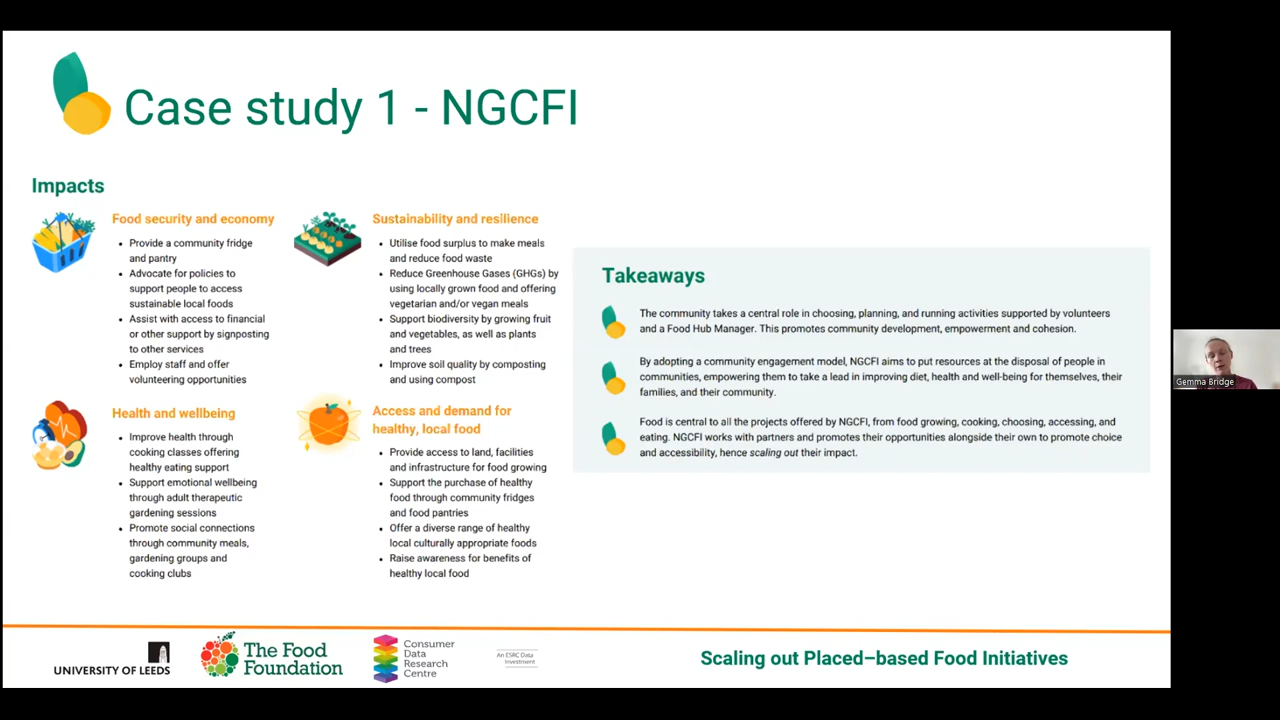 Case study 1 - NGCFI
Impacts
Food security and economy
• Provide a community fridge
and pantry
• Advocate for policies to
support people to access
sustainable local foods
• Assist with access to financial
or other support by signposting
to other services
• Employ staff and offer
volunteering opportunities
Sustainability and resilience
• Utilise food surplus to make meals
and reduce food waste
• Reduce Greenhouse Gases (GHGs) by
using locally grown food and offering
vegetarian and/or vegan meals
• Support biodiversity by growing fruit
and vegetables, as well as plants
and trees
• Improve soil quality by composting
and using compost
Health and wellbeing
• Improve health through
cooking classes offering
healthy eating support
• Support emotional wellbeing
through adult therapeutic
gardening sessions
• Promote social connections
through community meals,
gardening groups and
cooking clubs
Access and demand for
healthy, local food
• Provide access to land, facilities
and infrastructure for food growing
• Support the purchase of healthy
food through community fridges
and food pantries
• Offer a diverse range of healthy
local culturally appropriate foods
• Raise awareness for benefits of
healthy local food
Takeaways
The community takes a central role in choosing, planning, and running activities supported by volunteers
and a Food Hub Manager. This promotes community development, empowerment and cohesion.
By adopting a community engagement model, NGCFI aims to put resources at the disposal of people in
communities, empowering them to take a lead in improving diet, health and well-being for themselves, their
families, and their community.
Food is central to all the projects offered by NGCFI, from food growing, cooking, choosing, accessing, and
eating. NGCFI works with partners and promotes their opportunities alongside their own to promote choice
and accessibility, hence scaling out their impact.
Gemma Bridge
UNIVERSITY OF LEEDS
The Food
Foundation
Consumer
Data
Research
Centre
An ESRC Data
Investment
Scaling out Placed–based Food Initiatives